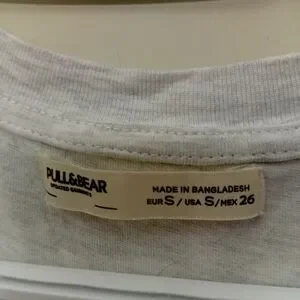 PULL&BEAR
MADE IN BANGLADESH
EUR S / USA S / MEX 26